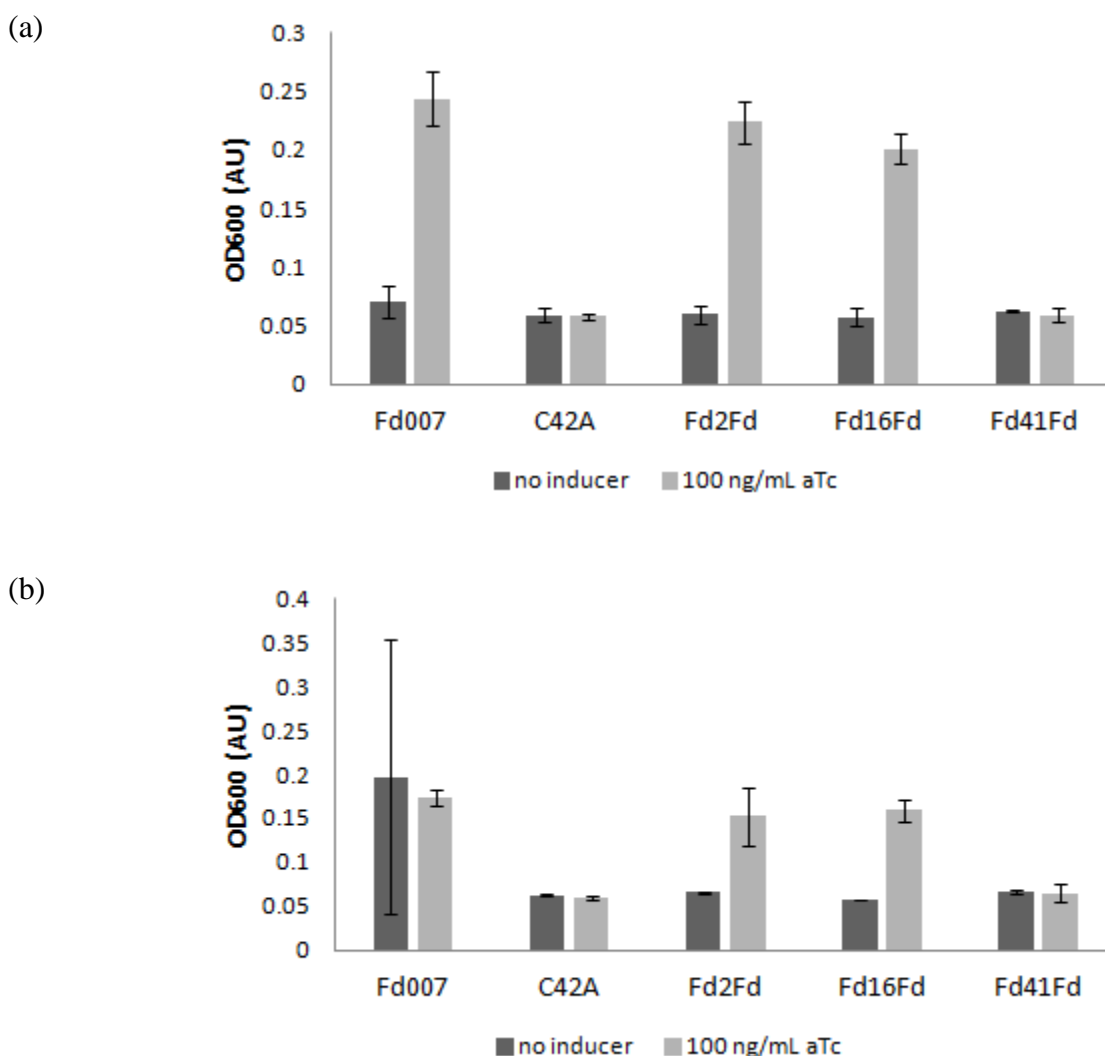 (a)
0.3
0.25
0.2
0.15
0.1
0.05
0
OD600 (AU)
Fd007 C42A Fd2Fd Fd16Fd Fd41Fd
no inducer 100 ng/mL aTc
(b)
0.4
0.35
0.3
0.25
0.2
0.15
0.1
0.05
0
OD600 (AU)
Fd007 C42A Fd2Fd Fd16Fd Fd41Fd
no inducer 100 ng/mL aTc